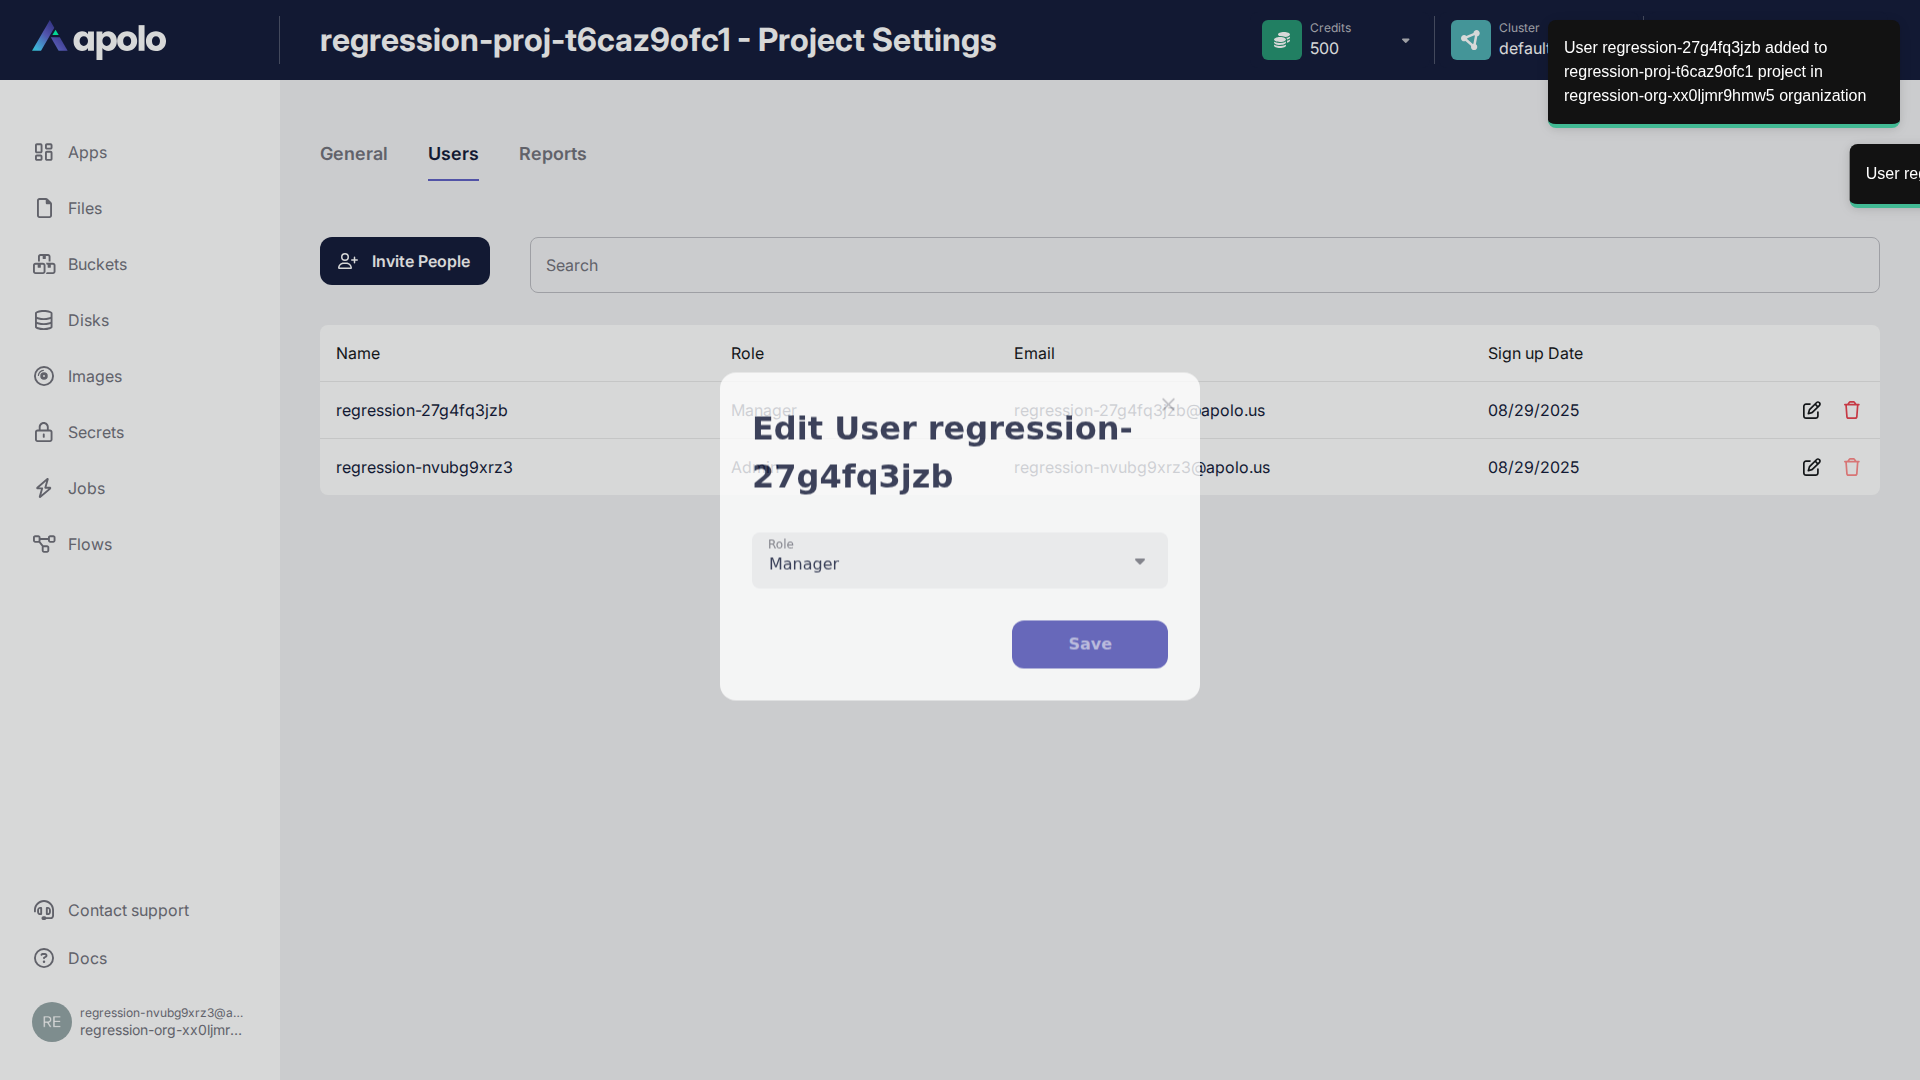 apolo
regression-proj-t6caz9ofc1 - Project Settings
Credits
500
Cluster
default
User regression-27g4fq3jzb added to
regression-proj-t6caz9ofc1 project in
regression-org-xx0ljmr9hmw5 organization
User reg
Apps
Files
Buckets
Disks
Images
Secrets
Jobs
Flows
Contact support
Docs
RE
regression-nvubg9xrz3@a...
regression-org-xx0ljmr...
General
Users
Reports
Invite People
Search
Name
Role
Email
Sign up Date
regression-27g4fq3jzb
Manager
regression-27g4fq3jzb@apolo.us
08/29/2025
regression-nvubg9xrz3
Admin
regression-nvubg9xrz3@apolo.us
08/29/2025
Edit User regression-
27g4fq3jzb
Role
Manager
Save